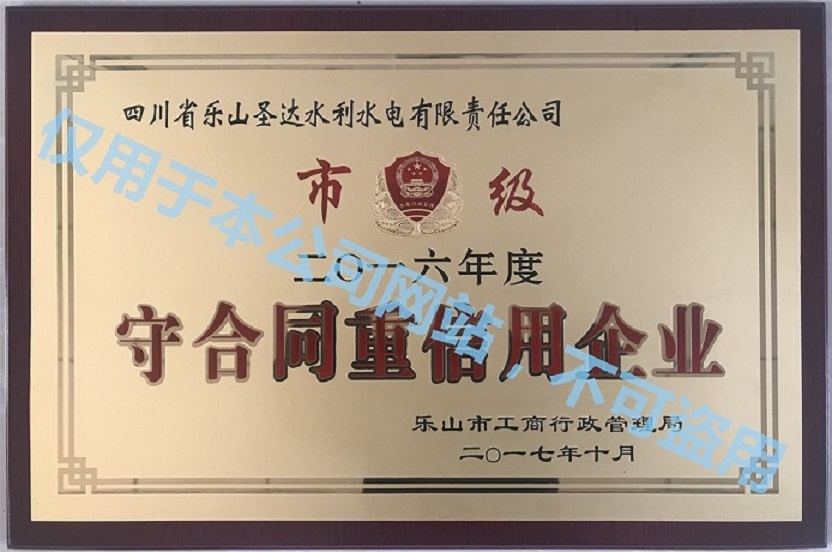 四川省乐山圣达水利水电有限责任公司
市 级
二〇一六年度
守合同重信用企业
乐山市工商行政管理局
二〇一七年十月
仅用于本公司网站，不可盗用